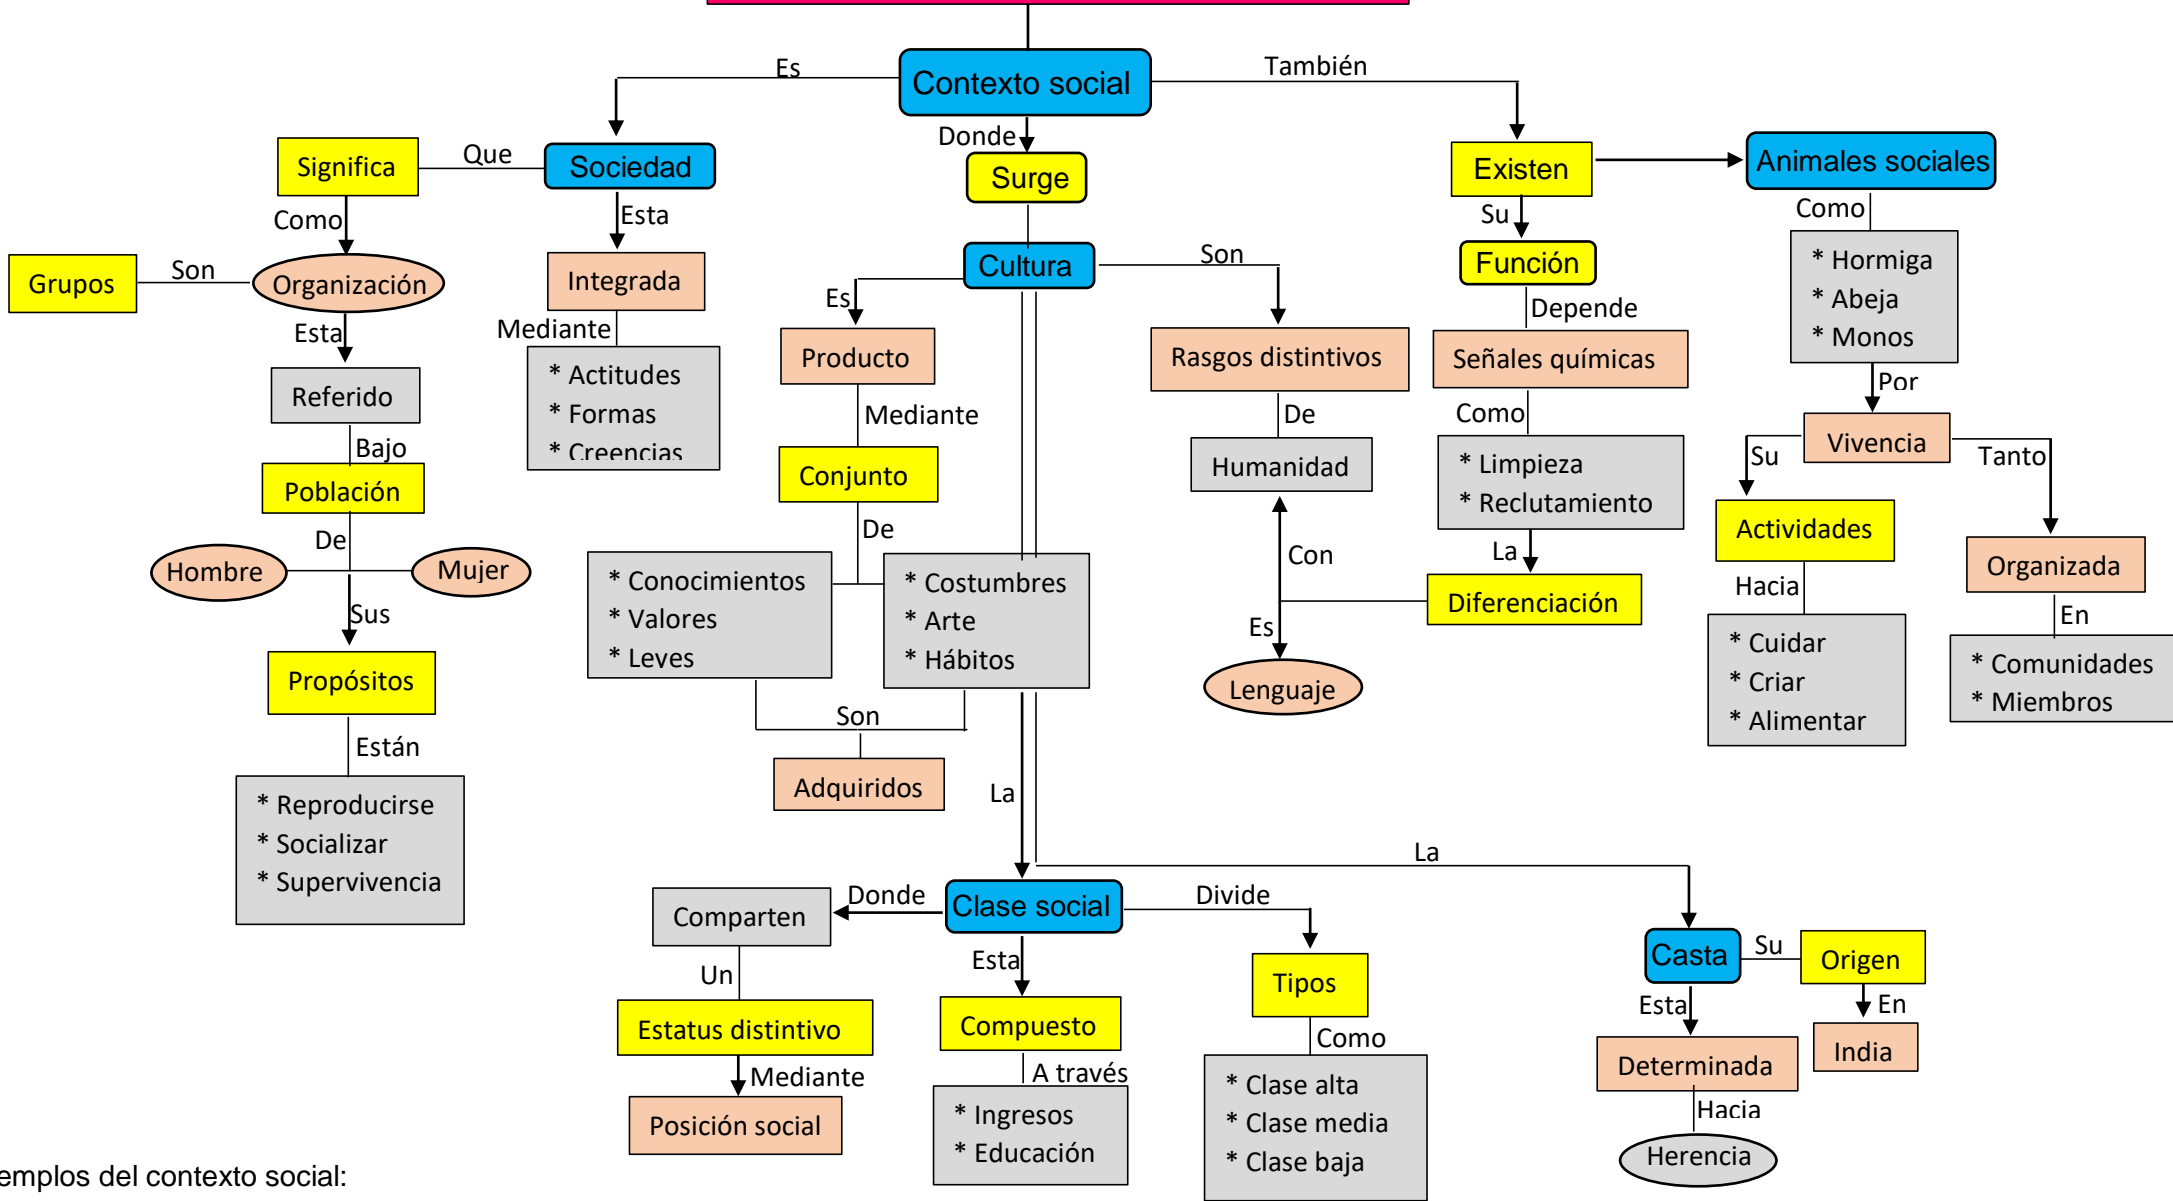 Contexto social
Es
También
Donde
Significa
Que
Sociedad
Surge
Existen
Animales sociales
Como
Esta
Su
Como
Grupos
Son
Organización
Integrada
Cultura
Son
Función
* Hormiga
* Abeja
* Monos
Esta
Mediante
Es
Depende
Referido
* Actitudes
* Formas
* Creencias
Producto
Rasgos distintivos
Señales químicas
Por
Bajo
Mediante
De
Como
Vivencia
Población
Conjunto
Humanidad
* Limpieza
* Reclutamiento
Su
Tanto
De
De
Con
La
Actividades
Organizada
Hombre
Mujer
* Conocimientos
* Valores
* Leyes
* Costumbres
* Arte
* Hábitos
Diferenciación
Hacia
En
Sus
Es
Propósitos
Lenguaje
* Cuidar
* Criar
* Alimentar
* Comunidades
* Miembros
Están
Son
* Reproducirse
* Socializar
* Supervivencia
Adquiridos
La
La
Comparten
Donde
Clase social
Divide
Casta
Su
Origen
Un
Esta
Tipos
Esta
En
Estatus distintivo
Compuesto
Como
Determinada
India
Mediante
A través
Posición social
* Ingresos
* Educación
* Clase alta
* Clase media
* Clase baja
Hacia
Herencia
emplos del contexto social: